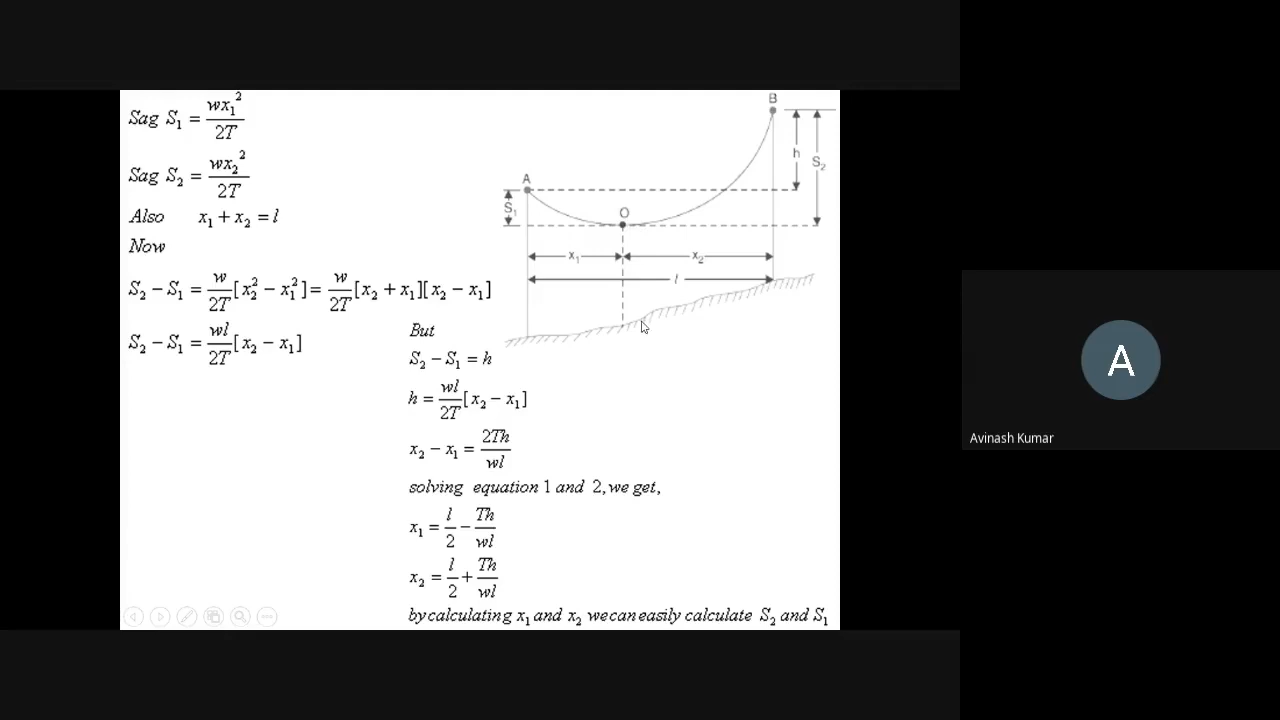 Sag S₁ = wx₁²/2T
Sag S₂ = wx₂²/2T
Also x₁ + x₂ = l
Now
S₂ − S₁ = w/2T [x₂² − x₁²] = w/2T [x₂ + x₁][x₂ − x₁]
S₂ − S₁ = wl/2T [x₂ − x₁]
But
S₂ − S₁ = h
h = wl/2T [x₂ − x₁]
x₂ − x₁ = 2Th/wl
solving equation 1 and 2, we get,
x₁ = l/2 − Th/wl
x₂ = l/2 + Th/wl
by calculating x₁ and x₂ we can easily calculate S₂ and S₁
B
h
S₂
A
S₁
O
x₁
x₂
l
A
Avinash Kumar